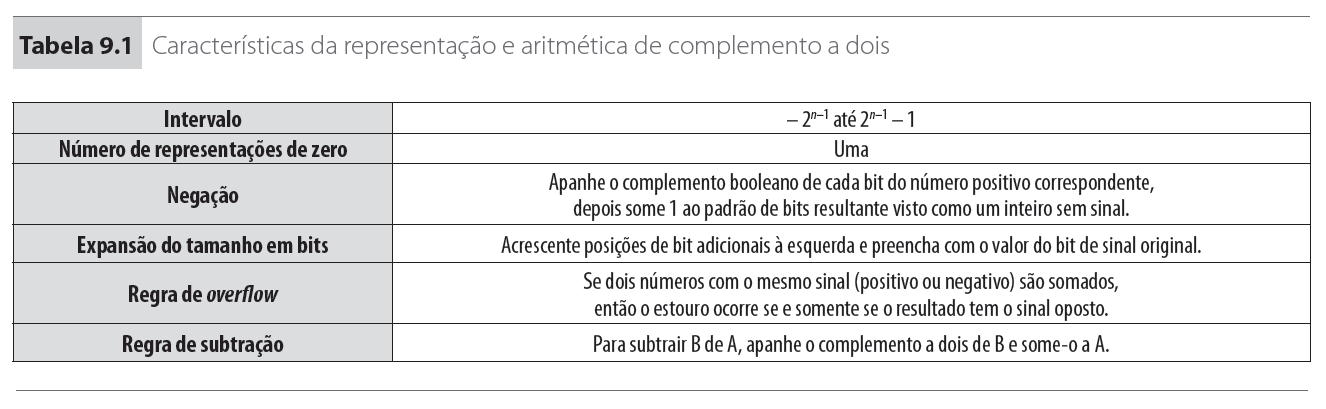 Tabela 9.1 Características da representação e aritmética de complemento a dois
Intervalo – 2ⁿ⁻¹ até 2ⁿ⁻¹ – 1
Número de representações de zero Uma
Negação Apanhe o complemento booleano de cada bit do número positivo correspondente,
depois some 1 ao padrão de bits resultante visto como um inteiro sem sinal.
Expansão do tamanho em bits Acrescente posições de bit adicionais à esquerda e preencha com o valor do bit de sinal original.
Regra de overflow Se dois números com o mesmo sinal (positivo ou negativo) são somados,
então o estouro ocorre se e somente se o resultado tem o sinal oposto.
Regra de subtração Para subtrair B de A, apanhe o complemento a dois de B e some-o a A.